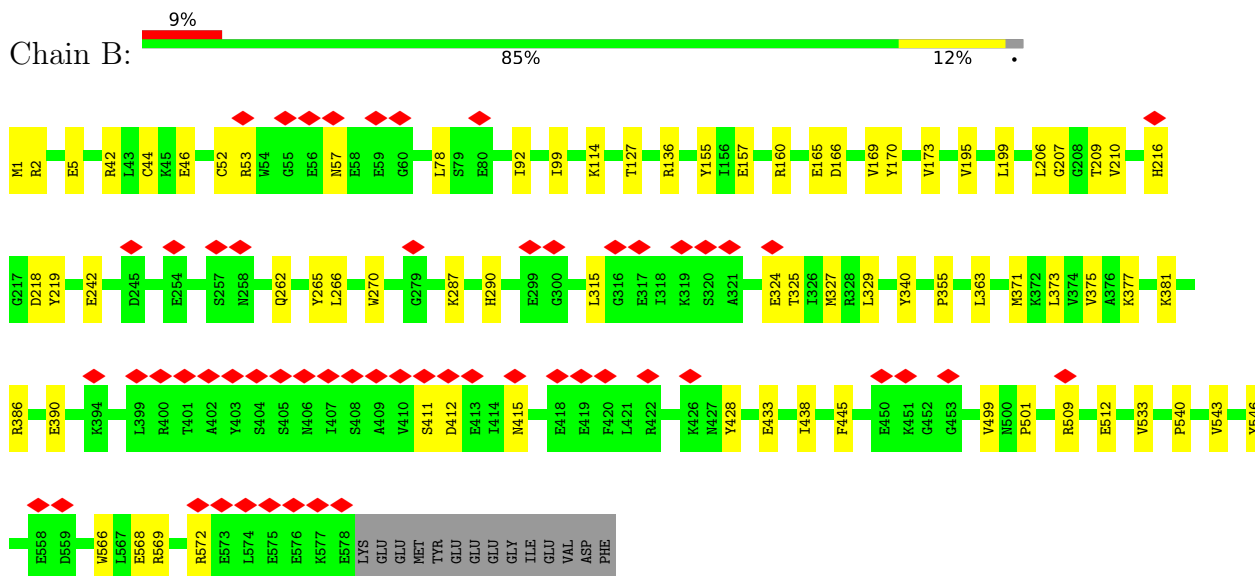 9%
Chain B:
85% 12% •
M1 R2 E5 R42 L43 C44 K45 E46 C52 R53 W54 G55 E56 N57 E58 E59 G60 L78 S79 E80 I92 I99 K114 T127 R136 Y155 I156 E157 R160 E165 D166 V169 Y170 V173 V195 L199 L206 G207 G208 T209 V210 H216
G217 D218 Y219 E242 D245 E254 S257 N258 Q262 Y265 L266 W270 G279 K287 H290 E299 G300 L315 G316 E317 I318 K319 S320 A321 E324 T325 I326 M327 R328 L329 Y340 P355 L363 M371 K372 L373 V374 V375 A376 K377 K381
R386 E390 K394 L399 R400 T401 A402 Y403 S404 S405 N406 I407 S408 A409 V410 S411 D412 E413 I414 N415 E418 E419 F420 L421 R422 K426 N427 Y428 E433 I438 F445 E450 K451 G452 G453 V499 N500 P501 R509 E512 V533 P540 V543 Y546
E558 D559 W566 L567 E568 R569 R572 E573 L574 E575 E576 K577 E578 LYS GLU GLU MET TYR GLU GLU GLU GLY ILE GLU VAL ASP PHE